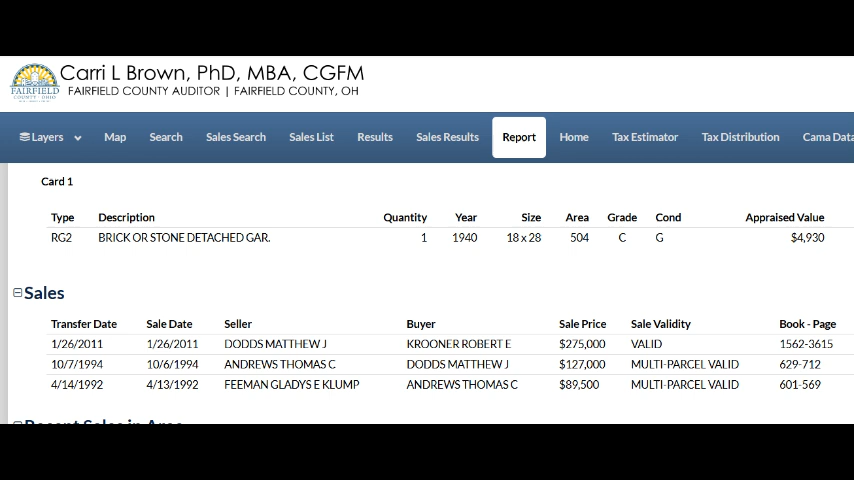 Carri L Brown, PhD, MBA, CGFM
FAIRFIELD
FAIRFIELD COUNTY AUDITOR | FAIRFIELD COUNTY, OH
Layers Map Search Sales Search Sales List Results Sales Results Report Home Tax Estimator Tax Distribution Cama Data
Card 1
Type Description Quantity Year Size Area Grade Cond Appraised Value
RG2 BRICK OR STONE DETACHED GAR. 1 1940 18 x 28 504 C G $4,930
Sales
Transfer Date Sale Date Seller Buyer Sale Price Sale Validity Book - Page
1/26/2011 1/26/2011 DODDS MATTHEW J KROONER ROBERT E $275,000 VALID 1562-3615
10/7/1994 10/6/1994 ANDREWS THOMAS C DODDS MATTHEW J $127,000 MULTI-PARCEL VALID 629-712
4/14/1992 4/13/1992 FEEMAN GLADYS E KLUMP ANDREWS THOMAS C $89,500 MULTI-PARCEL VALID 601-569
Recent Sales in Area